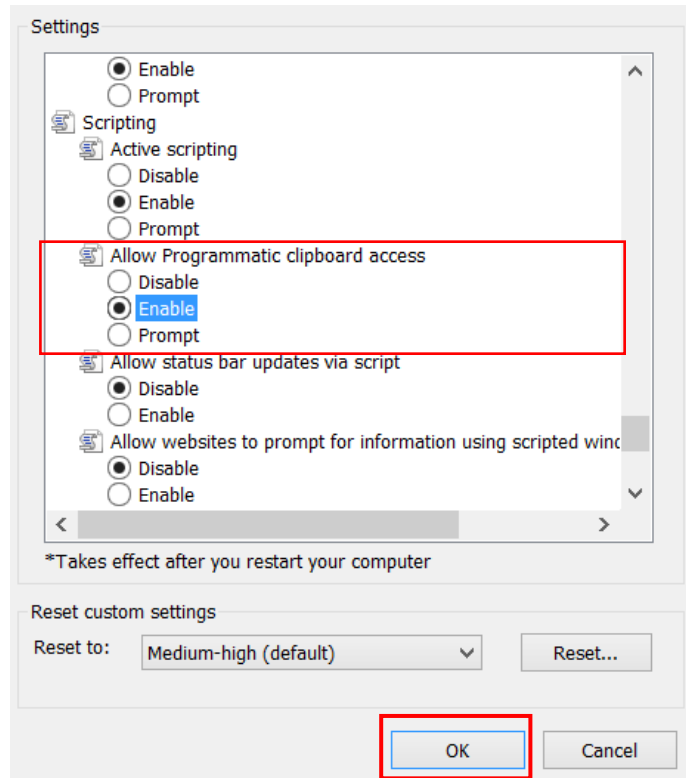 Settings
Enable
Prompt
Scripting
Active scripting
Disable
Enable
Prompt
Allow Programmatic clipboard access
Disable
Enable
Prompt
Allow status bar updates via script
Disable
Enable
Allow websites to prompt for information using scripted winc
Disable
Enable
*Takes effect after you restart your computer
Reset custom settings
Reset to: Medium-high (default) Reset...
OK Cancel